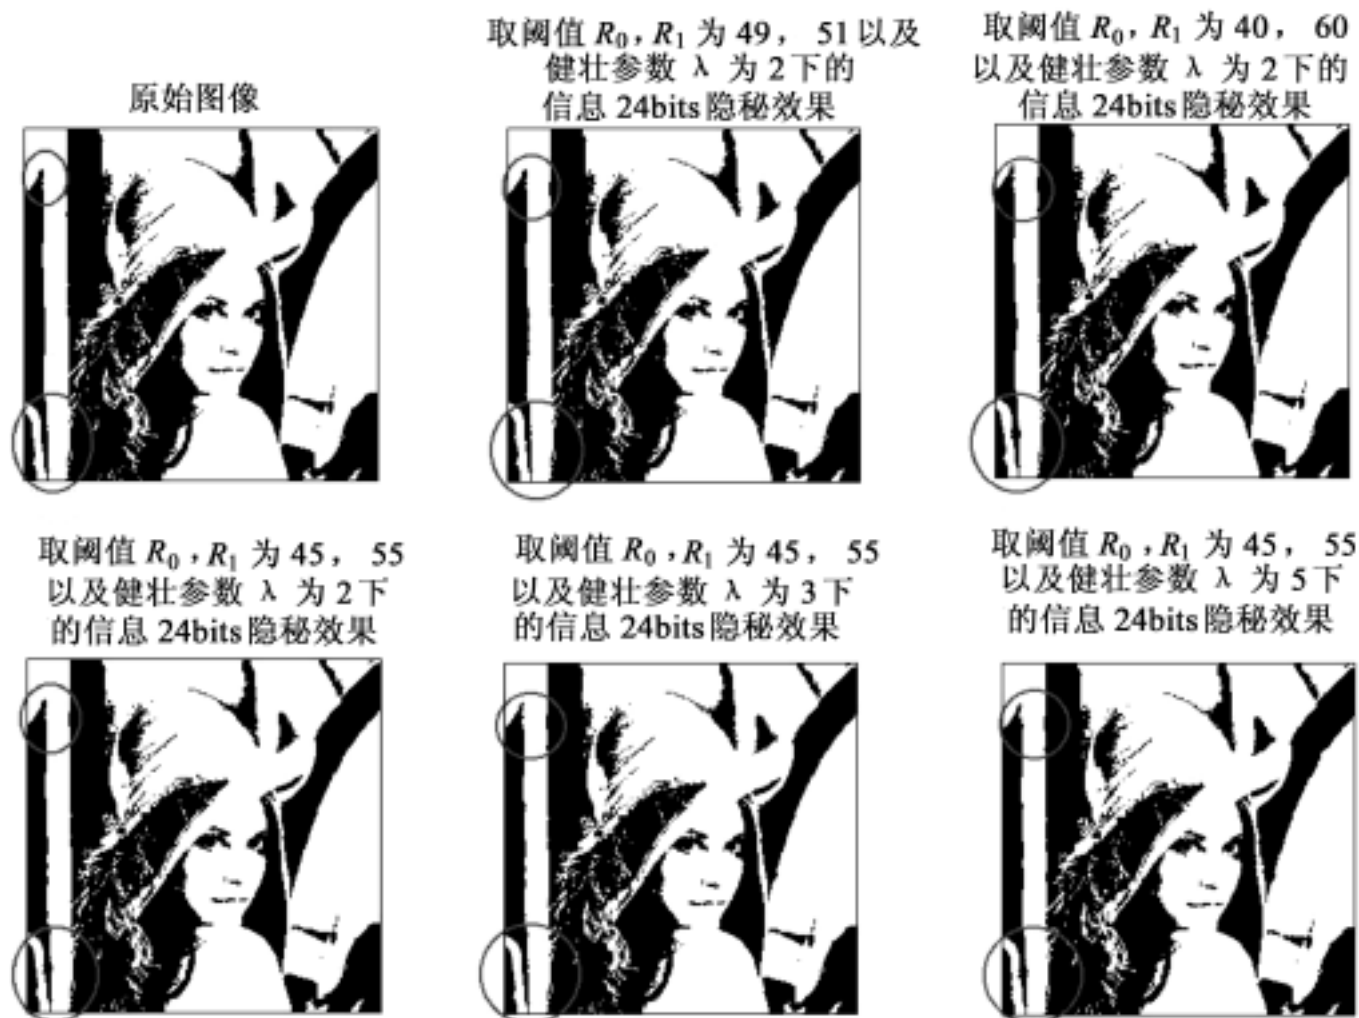 原始图像
取阈值 R₀, R₁ 为 49， 51 以及
健壮参数 λ 为 2 下的
信息 24bits 隐秘效果
取阈值 R₀, R₁ 为 40， 60
以及健壮参数 λ 为 2 下的
信息 24bits 隐秘效果
取阈值 R₀ ,R₁ 为 45， 55
以及健壮参数 λ 为 2 下
的信息 24bits 隐秘效果
取阈值 R₀ ,R₁ 为 45， 55
以及健壮参数 λ 为 3 下
的信息 24bits 隐秘效果
取阈值 R₀ ,R₁ 为 45， 55
以及健壮参数 λ 为 5 下
的信息 24bits 隐秘效果